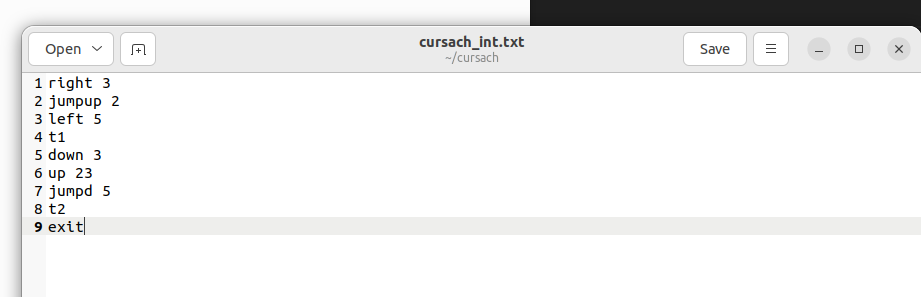 Open
cursach_int.txt
~/cursach
Save
1 right 3
2 jumpup 2
3 left 5
4 t1
5 down 3
6 up 23
7 jumpd 5
8 t2
9 exit